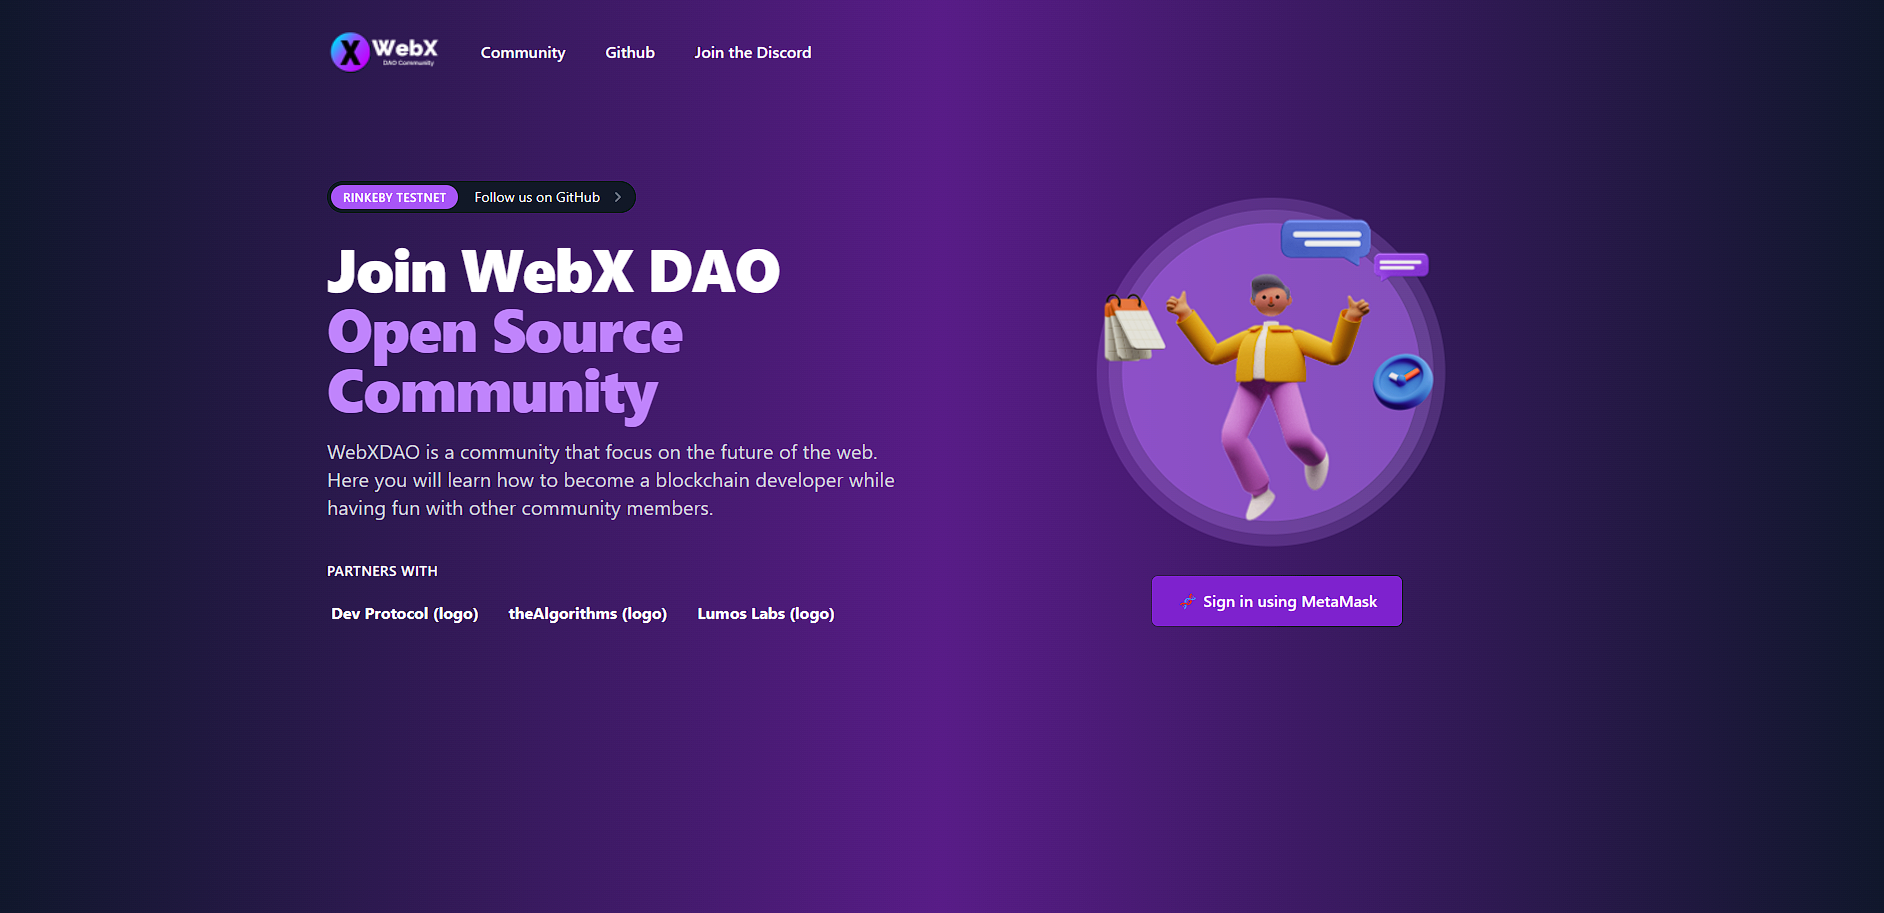 WebX
DAO Community
Community
Github
Join the Discord
RINKEBY TESTNET
Follow us on GitHub
Join WebX DAO
Open Source
Community
WebXDAO is a community that focus on the future of the web.
Here you will learn how to become a blockchain developer while
having fun with other community members.
PARTNERS WITH
Dev Protocol (logo)
theAlgorithms (logo)
Lumos Labs (logo)
Sign in using MetaMask